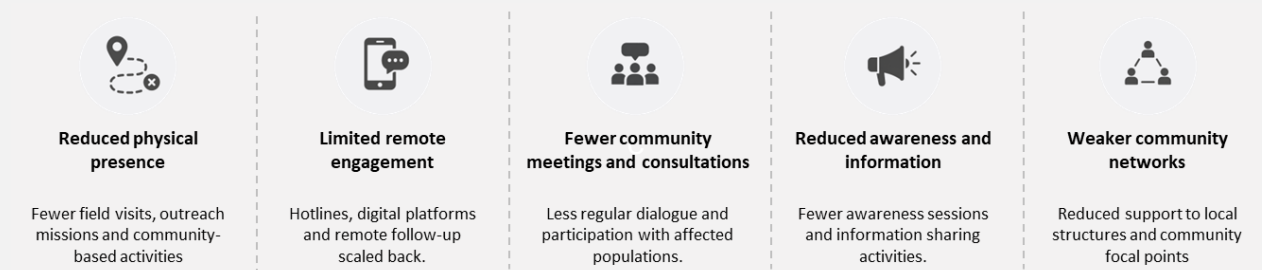 Reduced physical
presence
Fewer field visits, outreach
missions and community-
based activities
Limited remote
engagement
Hotlines, digital platforms
and remote follow-up
scaled back.
Fewer community
meetings and consultations
Less regular dialogue and
participation with affected
populations.
Reduced awareness and
information
Fewer awareness sessions
and information sharing
activities.
Weaker community
networks
Reduced support to local
structures and community
focal points